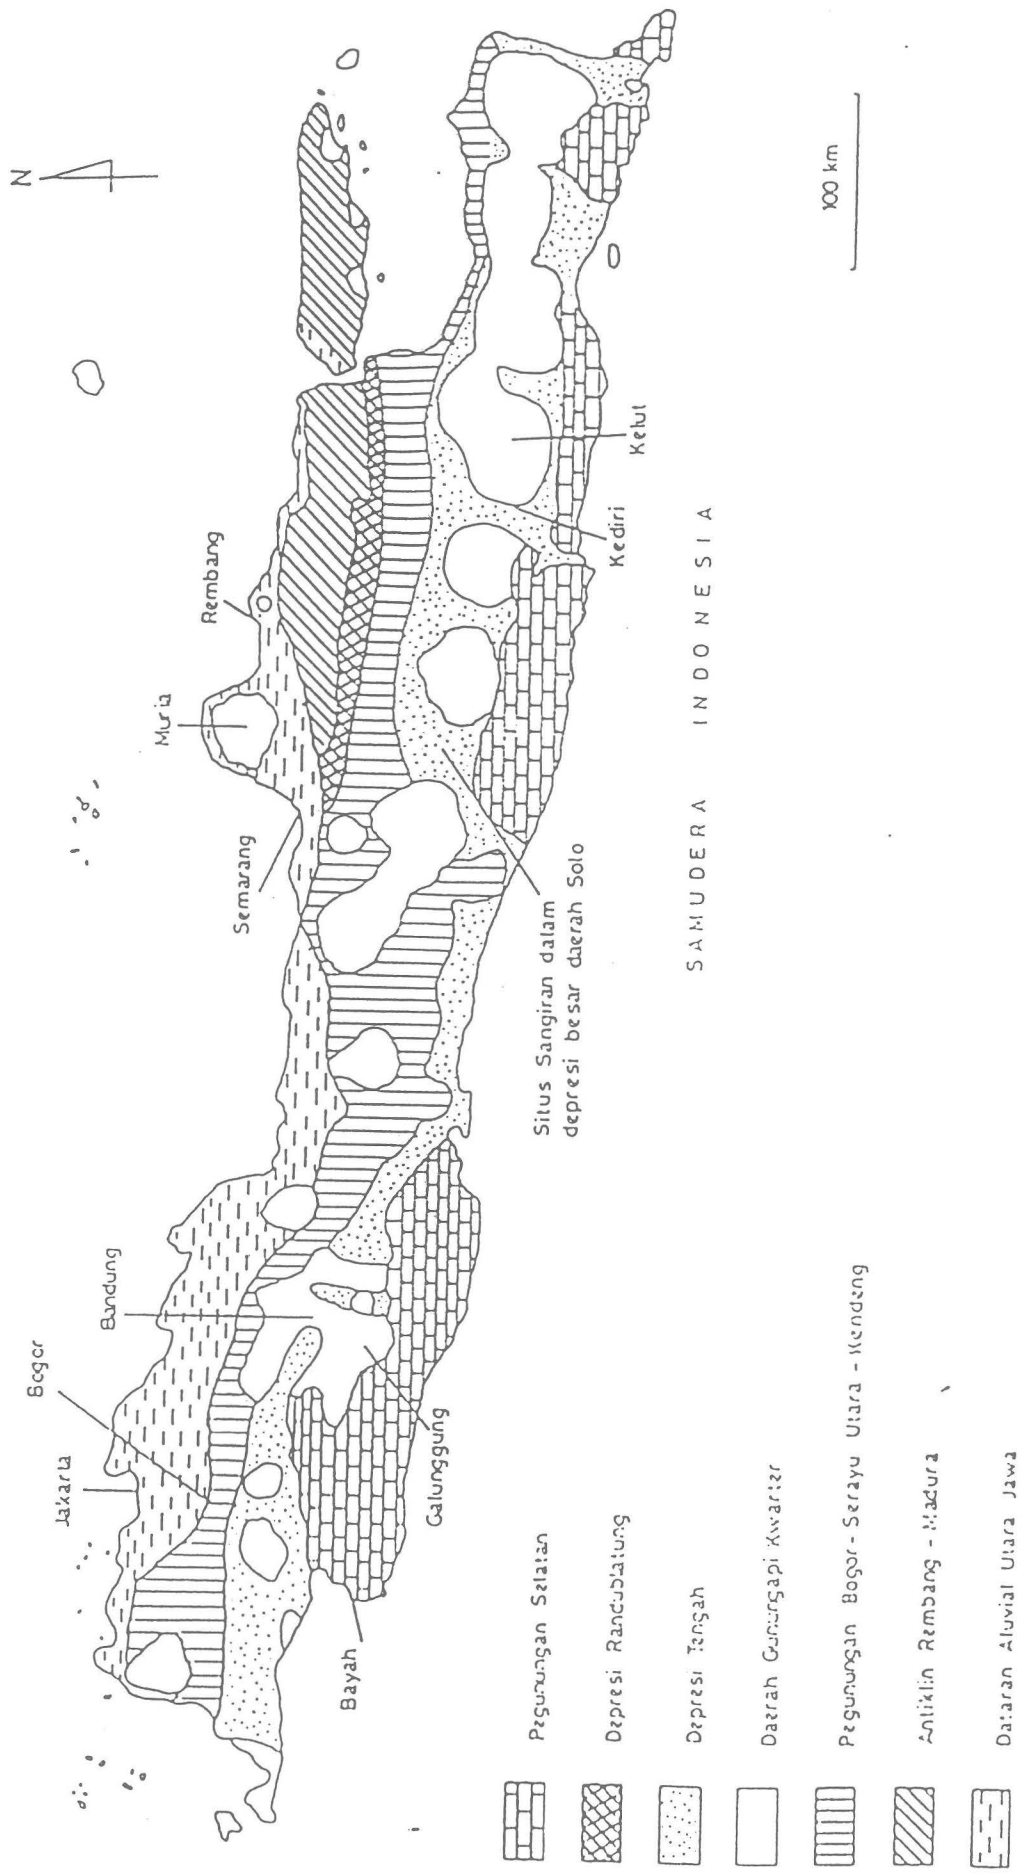 N
Rembang
Muria
Semarang
Bandung
Bogor
Jakarta
100 km
Kelut
Kediri
SAMUDERA INDONESIA
Situs Sangiran dalam
depresi besar daerah Solo
Galunggung
Bayah
Pegunungan Selatan
Depresi Randublatung
Depresi Tengah
Daerah Gunungapi Kwarter
Pegunungan Bogor - Serayu Utara - Kendeng
Antiklin Rembang - Madura
Dataran Aluvial Utara Jawa